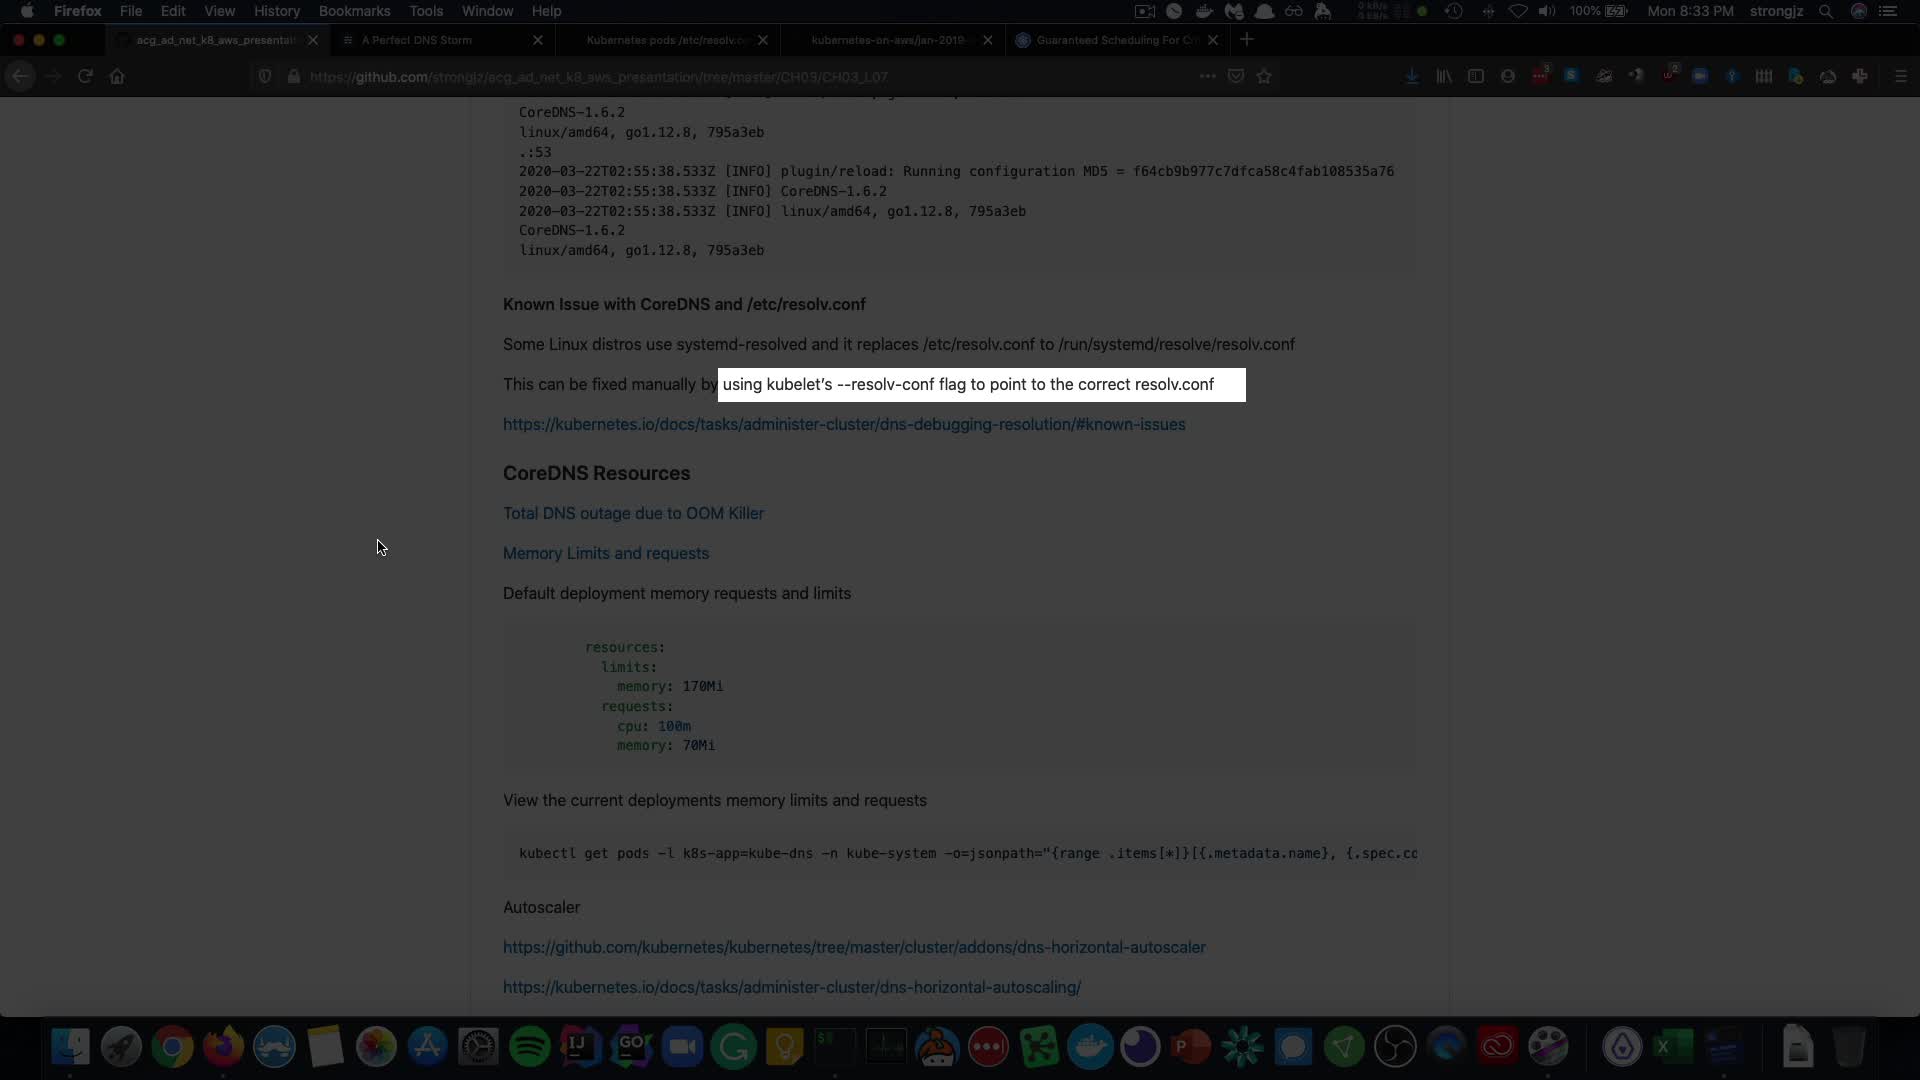 Firefox File Edit View History Bookmarks Tools Window Help 100% Mon 8:33 PM strongjz
acg_ad_net_k8_aws_presentati A Perfect DNS Storm Kubernetes pods /etc/resolv.co kubernetes-on-aws/jan-2019- Guaranteed Scheduling For Cri
https://github.com/strongjz/acg_ad_net_k8_aws_presentation/tree/master/CH03/CH03_L07
CoreDNS-1.6.2
linux/amd64, go1.12.8, 795a3eb
.:53
2020-03-22T02:55:38.533Z [INFO] plugin/reload: Running configuration MD5 = f64cb9b977c7dfca58c4fab108535a76
2020-03-22T02:55:38.533Z [INFO] CoreDNS-1.6.2
2020-03-22T02:55:38.533Z [INFO] linux/amd64, go1.12.8, 795a3eb
CoreDNS-1.6.2
linux/amd64, go1.12.8, 795a3eb
Known Issue with CoreDNS and /etc/resolv.conf
Some Linux distros use systemd-resolved and it replaces /etc/resolv.conf to /run/systemd/resolve/resolv.conf
This can be fixed manually by using kubelet’s --resolv-conf flag to point to the correct resolv.conf
https://kubernetes.io/docs/tasks/administer-cluster/dns-debugging-resolution/#known-issues
CoreDNS Resources
Total DNS outage due to OOM Killer
Memory Limits and requests
Default deployment memory requests and limits
resources:
limits:
memory: 170Mi
requests:
cpu: 100m
memory: 70Mi
View the current deployments memory limits and requests
kubectl get pods -l k8s-app=kube-dns -n kube-system -o=jsonpath="{range .items[*]}[{.metadata.name}, {.spec.co
Autoscaler
https://github.com/kubernetes/kubernetes/tree/master/cluster/addons/dns-horizontal-autoscaler
https://kubernetes.io/docs/tasks/administer-cluster/dns-horizontal-autoscaling/